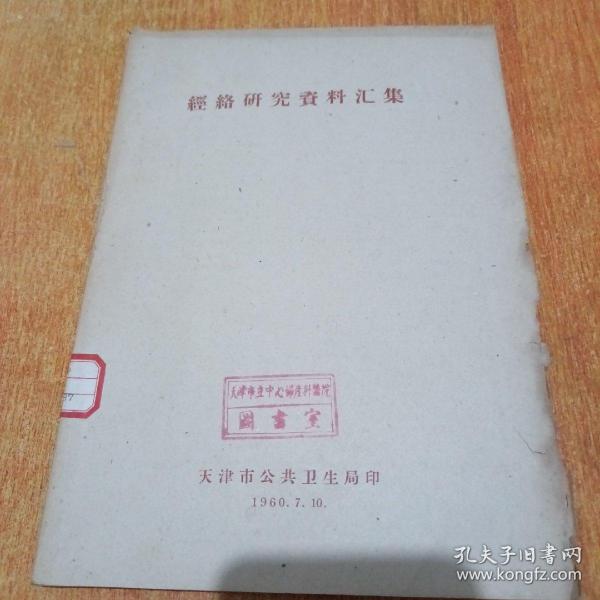 經絡研究資料汇集
37
天津市立中心婦産科醫院
圖書室
天津市公共卫生局印
1960.7.10.
孔夫子旧书网
www.kongfz.com